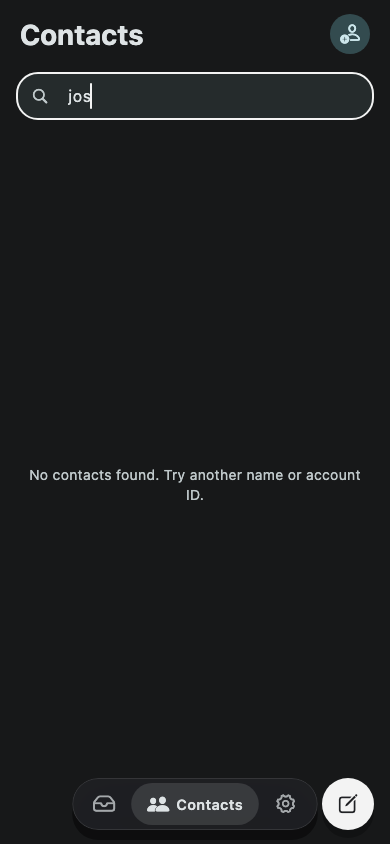 Contacts
jos
No contacts found. Try another name or account
ID.
Contacts